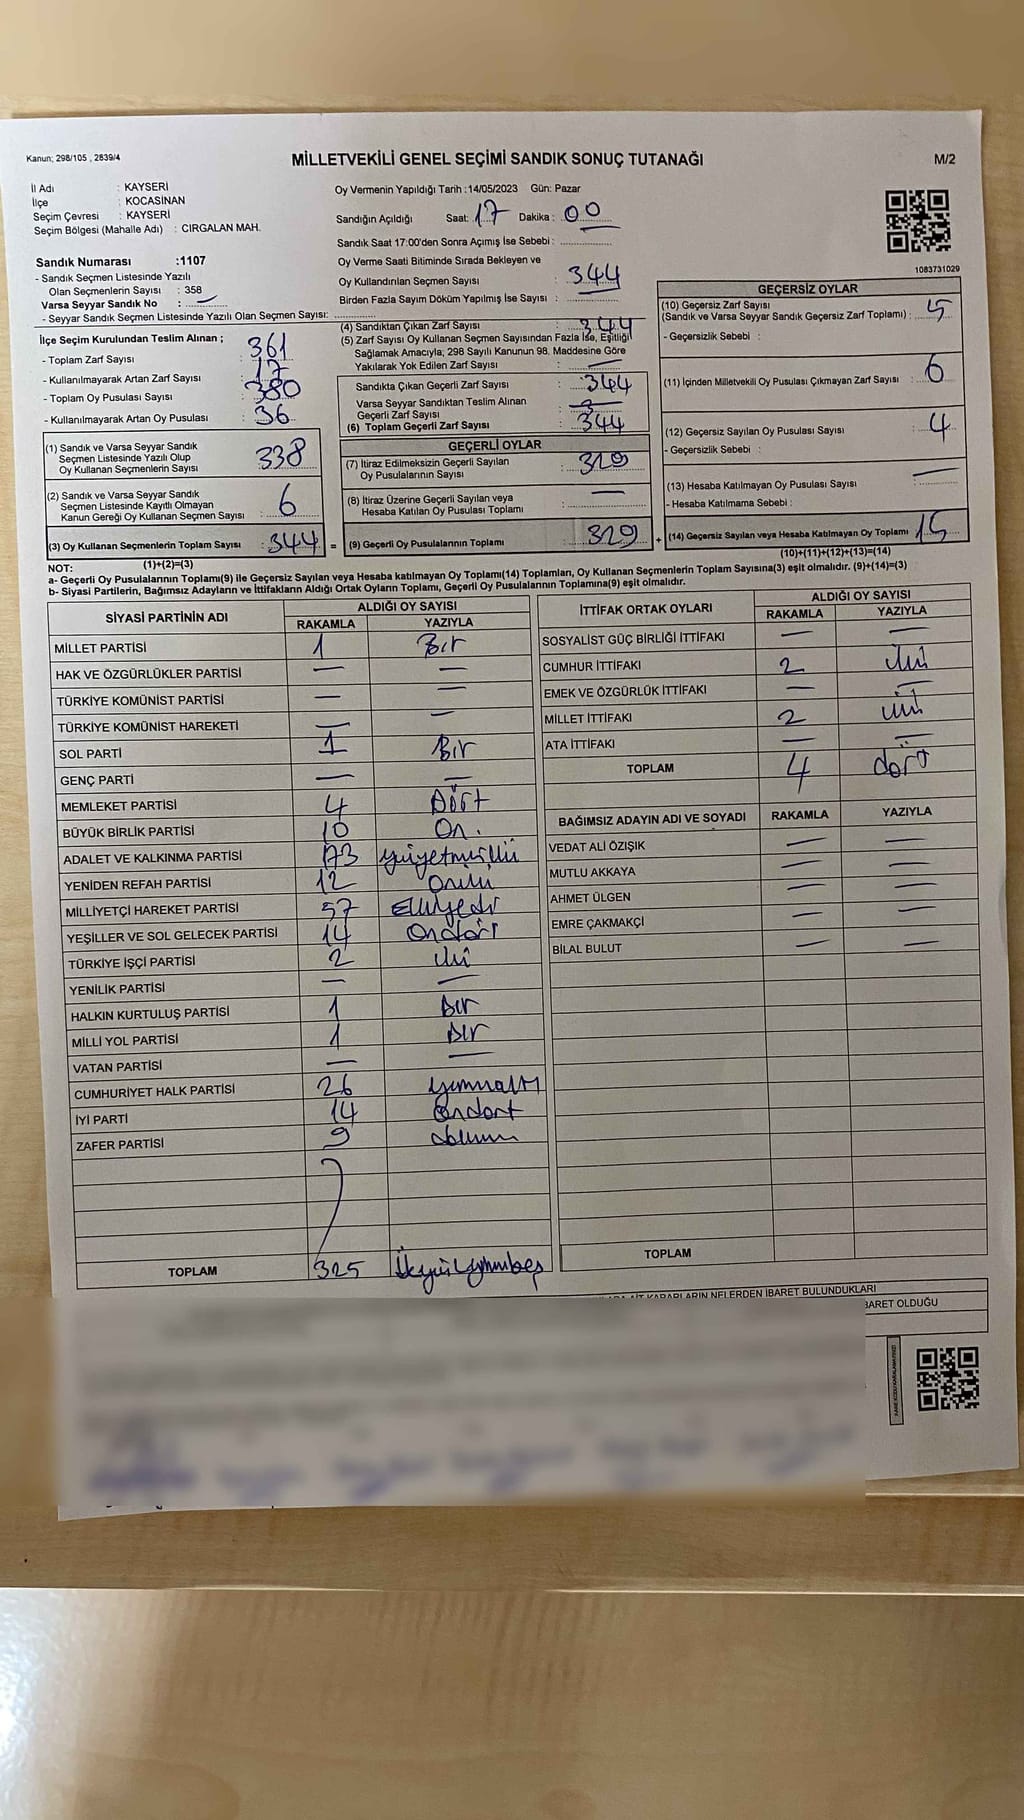 Kanun; 298/105 , 2839/4
MİLLETVEKİLİ GENEL SEÇİMİ SANDIK SONUÇ TUTANAĞI
M/2
İl Adı : KAYSERİ
İlçe : KOCASİNAN
Seçim Çevresi : KAYSERİ
Seçim Bölgesi (Mahalle Adı) : CIRGALAN MAH.
Sandık Numarası :1107
- Sandık Seçmen Listesinde Yazılı
Olan Seçmenlerin Sayısı : 358
Varsa Seyyar Sandık No : —
- Seyyar Sandık Seçmen Listesinde Yazılı Olan Seçmen Sayısı:
Oy Vermenin Yapıldığı Tarih :14/05/2023 Gün: Pazar
Sandığın Açıldığı Saat: 17 Dakika : 00
Sandık Saat 17:00'den Sonra Açımış İse Sebebi :
Oy Verme Saati Bitiminde Sırada Bekleyen ve
Oy Kullandırılan Seçmen Sayısı : 344
Birden Fazla Sayım Döküm Yapılmış İse Sayısı :
1083731029
İlçe Seçim Kurulundan Teslim Alınan ;
- Toplam Zarf Sayısı 361
- Kullanılmayarak Artan Zarf Sayısı : 17
- Toplam Oy Pusulası Sayısı : 380
- Kullanılmayarak Artan Oy Pusulası : 36
(1) Sandık ve Varsa Seyyar Sandık
Seçmen Listesinde Yazılı Olup
Oy Kullanan Seçmenlerin Sayısı : 338
(2) Sandık ve Varsa Seyyar Sandık
Seçmen Listesinde Kayıtlı Olmayan
Kanun Gereği Oy Kullanan Seçmen Sayısı : 6
(3) Oy Kullanan Seçmenlerin Toplam Sayısı : 344 =
(1)+(2)=(3)
(4) Sandıktan Çıkan Zarf Sayısı : 344
(5) Zarf Sayısı Oy Kullanan Seçmen Sayısından Fazla İse, Eşitliği
Sağlamak Amacıyla; 298 Sayılı Kanunun 98. Maddesine Göre
Yakılarak Yok Edilen Zarf Sayısı : —
Sandıkta Çıkan Geçerli Zarf Sayısı : 344
Varsa Seyyar Sandıktan Teslim Alınan
Geçerli Zarf Sayısı :
(6) Toplam Geçerli Zarf Sayısı : 344
GEÇERLİ OYLAR
(7) İtiraz Edilmeksizin Geçerli Sayılan
Oy Pusulalarının Sayısı : 329
(8) İtiraz Üzerine Geçerli Sayılan veya
Hesaba Katılan Oy Pusulası Toplamı : —
(9) Geçerli Oy Pusulalarının Toplamı 329 +
GEÇERSİZ OYLAR
(10) Geçersiz Zarf Sayısı
(Sandık ve Varsa Seyyar Sandık Geçersiz Zarf Toplamı) : 5
- Geçersizlik Sebebi :
(11) İçinden Milletvekili Oy Pusulası Çıkmayan Zarf Sayısı : 6
(12) Geçersiz Sayılan Oy Pusulası Sayısı : 4
- Geçersizlik Sebebi :
(13) Hesaba Katılmayan Oy Pusulası Sayısı : —
- Hesaba Katılmama Sebebi :
(14) Geçersiz Sayılan veya Hesaba Katılmayan Oy Toplamı 15
(10)+(11)+(12)+(13)=(14)
NOT:
a- Geçerli Oy Pusulalarının Toplamı(9) ile Geçersiz Sayılan veya Hesaba katılmayan Oy Toplamı(14) Toplamları, Oy Kullanan Seçmenlerin Toplam Sayısına(3) eşit olmalıdır. (9)+(14)=(3)
b- Siyasi Partilerin, Bağımsız Adayların ve İttifakların Aldığı Ortak Oyların Toplamı, Geçerli Oy Pusulalarının Toplamına(9) eşit olmalıdır.
SİYASİ PARTİNİN ADI ALDIĞI OY SAYISI
RAKAMLA YAZIYLA
MİLLET PARTİSİ 1 Bir
HAK VE ÖZGÜRLÜKLER PARTİSİ — —
TÜRKİYE KOMÜNİST PARTİSİ — —
TÜRKİYE KOMÜNİST HAREKETİ — —
SOL PARTİ 1 Bir
GENÇ PARTİ — —
MEMLEKET PARTİSİ 4 Dört
BÜYÜK BİRLİK PARTİSİ 10 On.
ADALET VE KALKINMA PARTİSİ 173
YENİDEN REFAH PARTİSİ 12 Oniki
MİLLİYETÇİ HAREKET PARTİSİ 57 Elliyedi
YEŞİLLER VE SOL GELECEK PARTİSİ 14 Ondört
TÜRKİYE İŞÇİ PARTİSİ 2 iki
YENİLİK PARTİSİ — —
HALKIN KURTULUŞ PARTİSİ 1 Bir
MİLLİ YOL PARTİSİ 1 Bir
VATAN PARTİSİ — —
CUMHURİYET HALK PARTİSİ 26 yirmialtı
İYİ PARTİ 14 Ondört
ZAFER PARTİSİ 9 dokuz
TOPLAM 325 Üçyüzyirmibeş
İTTİFAK ORTAK OYLARI ALDIĞI OY SAYISI
RAKAMLA YAZIYLA
SOSYALİST GÜÇ BİRLİĞİ İTTİFAKI — —
CUMHUR İTTİFAKI 2 iki
EMEK VE ÖZGÜRLÜK İTTİFAKI — —
MİLLET İTTİFAKI 2 iki
ATA İTTİFAKI — —
TOPLAM 4 dört
BAĞIMSIZ ADAYIN ADI VE SOYADI RAKAMLA YAZIYLA
VEDAT ALİ ÖZIŞIK — —
MUTLU AKKAYA — —
AHMET ÜLGEN — —
EMRE ÇAKMAKÇİ — —
BİLAL BULUT — —
TOPLAM
AİT KARARLARIN NELERDEN İBARET BULUNDUKLARI
BARET OLDUĞU